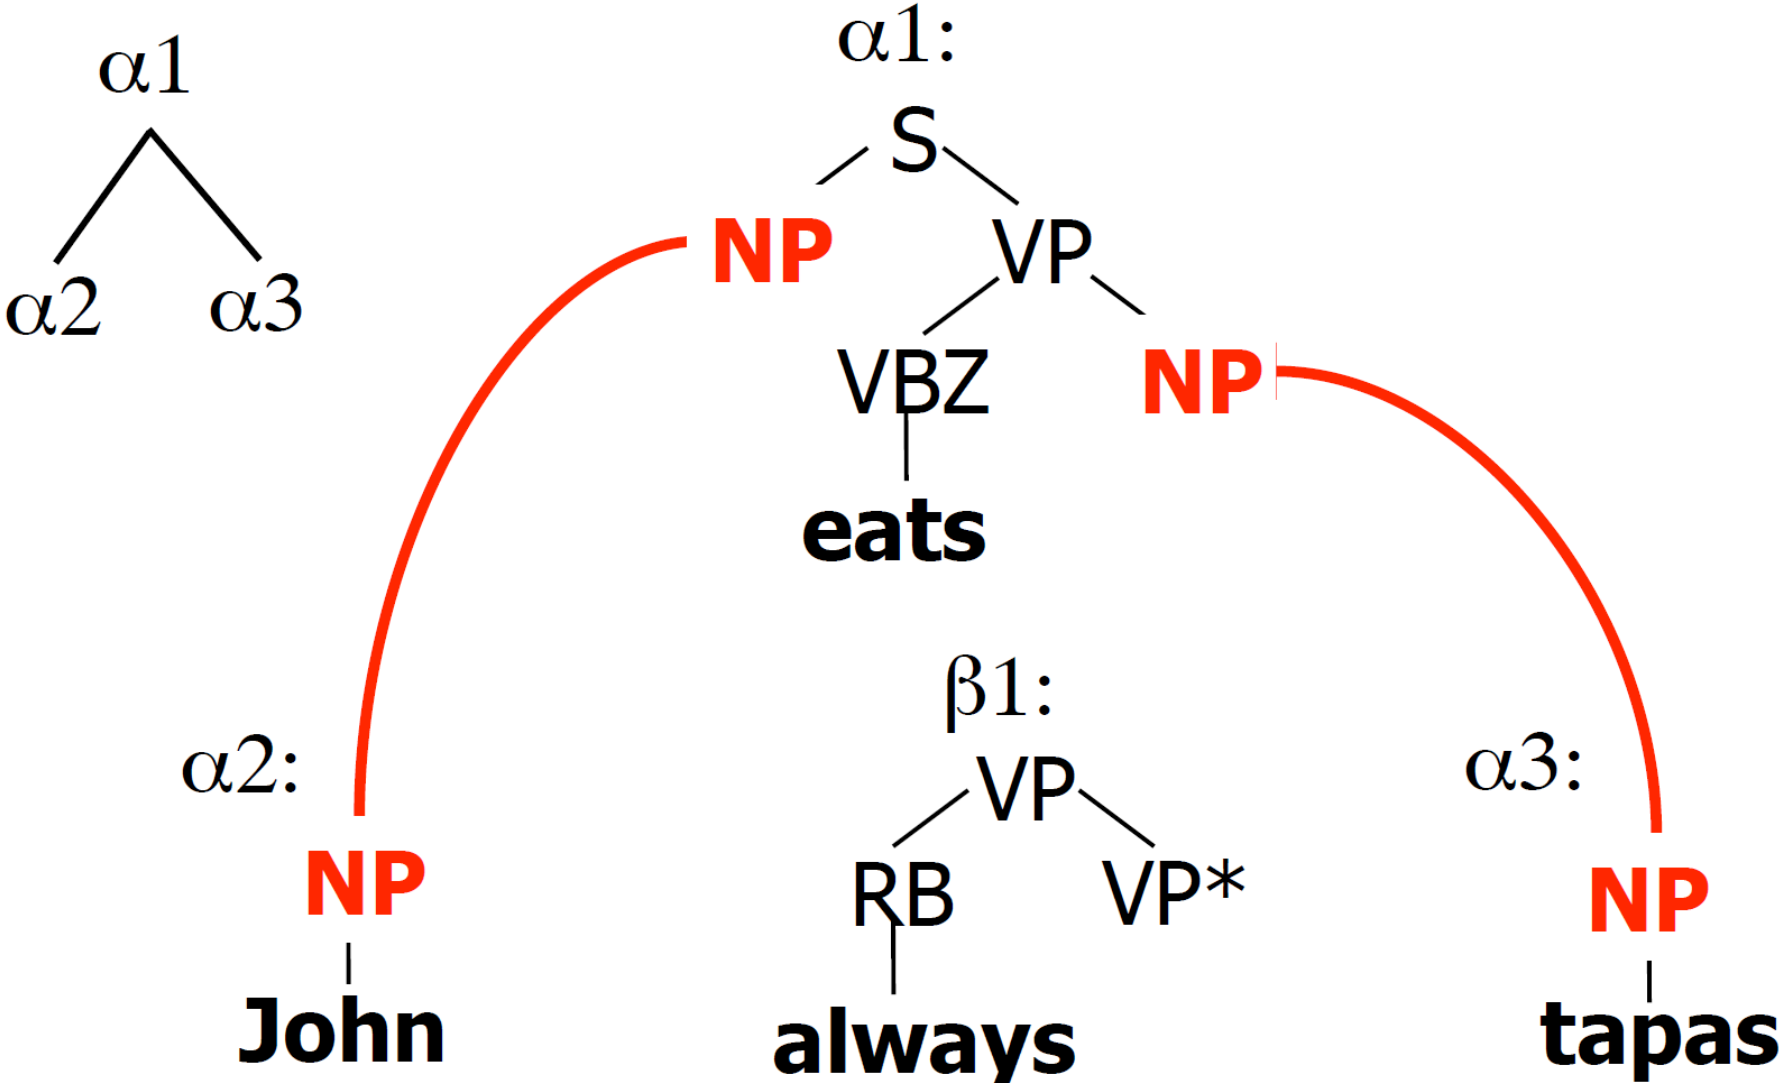 α1
α2 α3
α1:
S
NP VP
VBZ NP
eats
β1:
VP
RB VP*
always
α2:
NP
John
α3:
NP
tapas